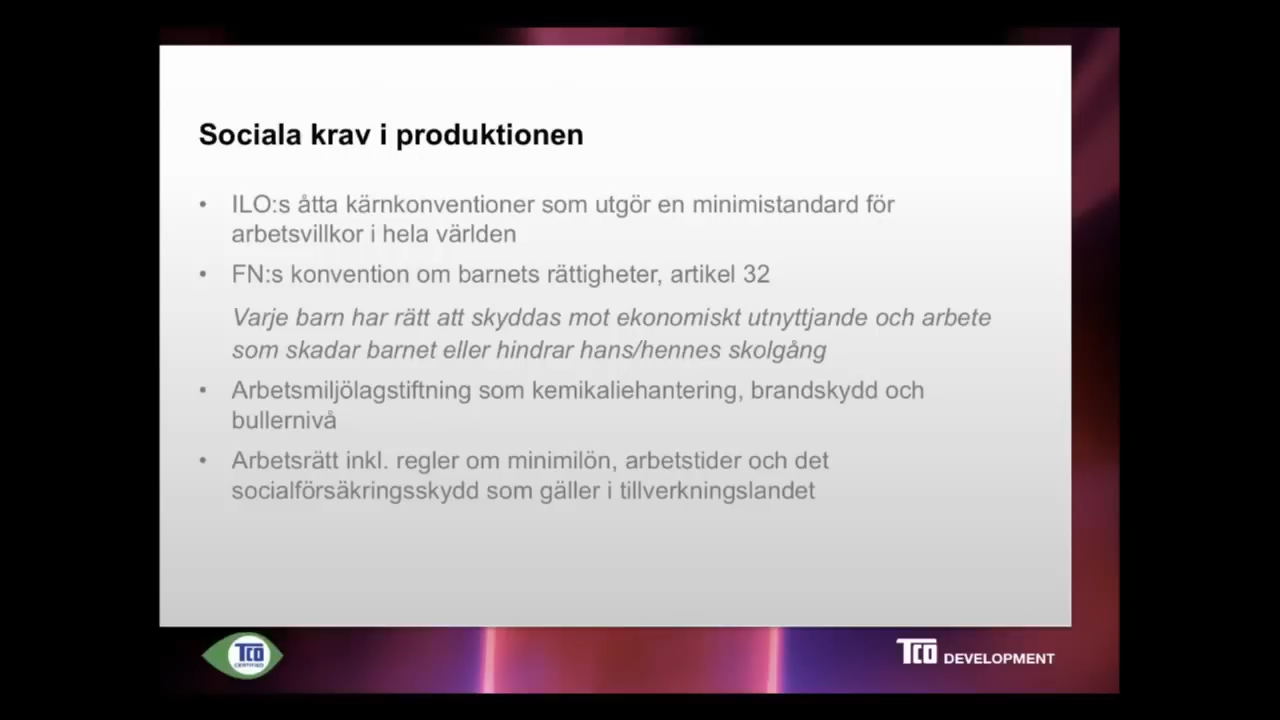 Sociala krav i produktionen
• ILO:s åtta kärnkonventioner som utgör en minimistandard för
arbetsvillkor i hela världen
• FN:s konvention om barnets rättigheter, artikel 32
Varje barn har rätt att skyddas mot ekonomiskt utnyttjande och arbete
som skadar barnet eller hindrar hans/hennes skolgång
• Arbetsmiljölagstiftning som kemikaliehantering, brandskydd och
bullernivå
• Arbetsrätt inkl. regler om minimilön, arbetstider och det
socialförsäkringsskydd som gäller i tillverkningslandet
TCO
CERTIFIED
TCO DEVELOPMENT